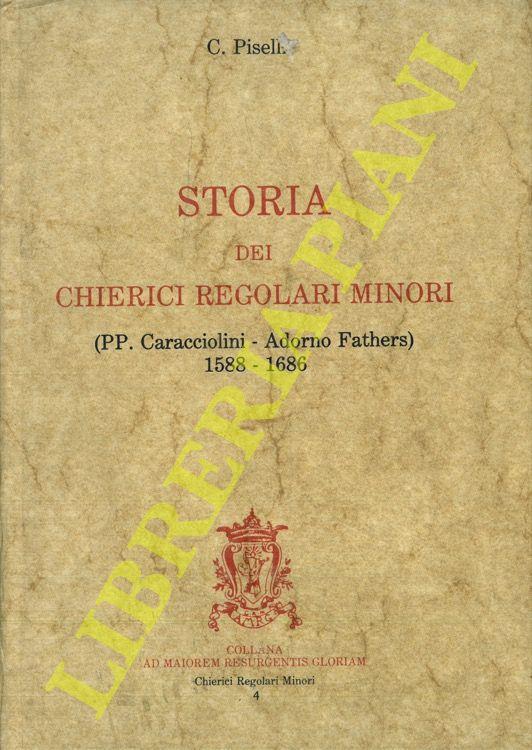 C. Piselli
STORIA
DEI
CHIERICI REGOLARI MINORI
(PP. Caracciolini - Adorno Fathers)
1588 - 1686
A.M.R.G.
COLLANA
AD MAIOREM RESURGENTIS GLORIAM
Chierici Regolari Minori
4
LIBRERIA PIANI